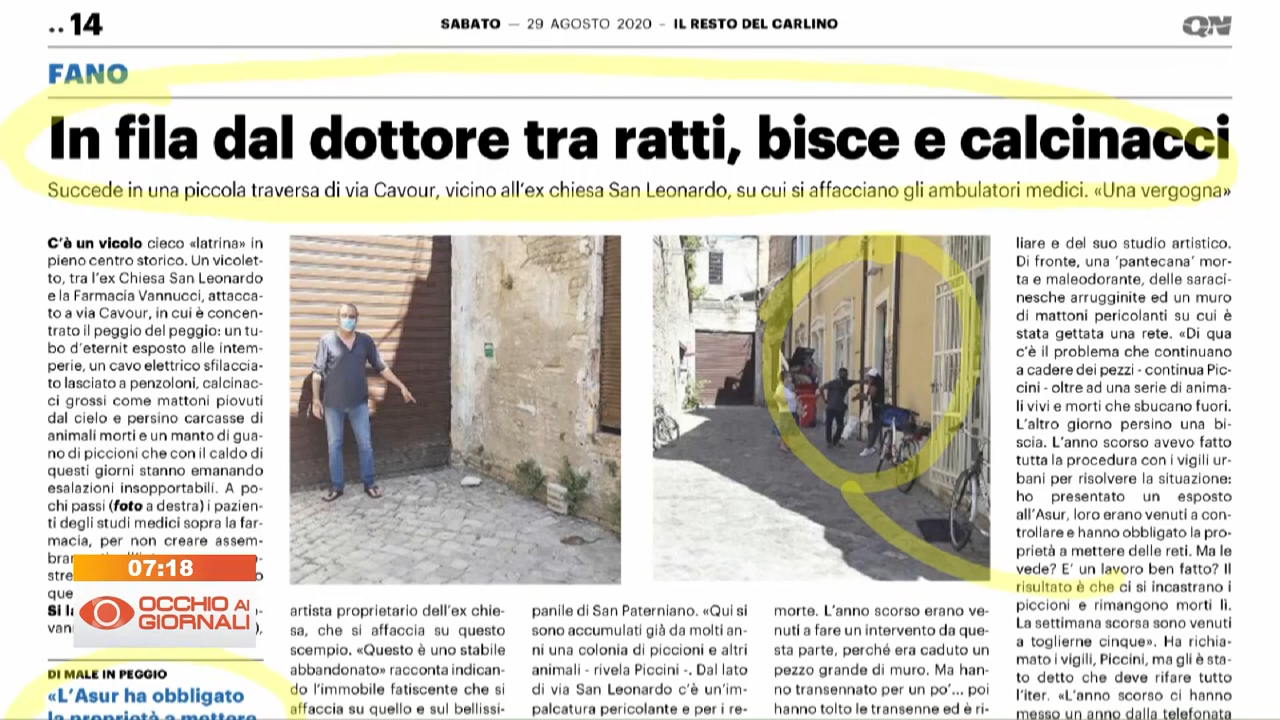 ..14
SABATO — 29 AGOSTO 2020 – IL RESTO DEL CARLINO
QN
FANO
In fila dal dottore tra ratti, bisce e calcinacci
Succede in una piccola traversa di via Cavour, vicino all'ex chiesa San Leonardo, su cui si affacciano gli ambulatori medici. «Una vergogna»
C'è un vicolo cieco «latrina» in
pieno centro storico. Un vicolet-
to, tra l'ex Chiesa San Leonardo
e la Farmacia Vannucci, attacca-
to a via Cavour, in cui è concen-
trato il peggio del peggio: un tu-
bo d'eternit esposto alle intem-
perie, un cavo elettrico sfilaccia-
to lasciato a penzoloni, calcinac-
ci grossi come mattoni piovuti
dal cielo e persino carcasse di
animali morti e un manto di gua-
no di piccioni che con il caldo di
questi giorni stanno emanando
esalazioni insopportabili. A po-
chi passi (foto a destra) i pazien-
ti degli studi medici sopra la far-
macia, per non creare assem-
07:18
OCCHIO AI
GIORNALI
DI MALE IN PEGGIO
«L'Asur ha obbligato
la proprietà a mettere
artista proprietario dell'ex chie-
sa, che si affaccia su questo
scempio. «Questo è uno stabile
abbandonato» racconta indican-
do l'immobile fatiscente che si
affaccia su quello e sul bellissi-
panile di San Paterniano. «Qui si
sono accumulati già da molti an-
ni una colonia di piccioni e altri
animali - rivela Piccini -. Dal lato
di via San Leonardo c'è un'im-
palcatura pericolante e per i re-
morte. L'anno scorso erano ve-
nuti a fare un intervento da que-
sta parte, perché era caduto un
pezzo grande di muro. Ma han-
no transennato per un po'... poi
hanno tolto le transenne ed è ri-
liare e del suo studio artistico.
Di fronte, una 'pantecana' mor-
ta e maleodorante, delle saraci-
nesche arrugginite ed un muro
di mattoni pericolanti su cui è
stata gettata una rete. «Di qua
c'è il problema che continuano
a cadere dei pezzi - continua Pic-
cini - oltre ad una serie di anima-
li vivi e morti che sbucano fuori.
L'altro giorno persino una bi-
scia. L'anno scorso avevo fatto
tutta la procedura con i vigili ur-
bani per risolvere la situazione:
ho presentato un esposto
all'Asur, loro erano venuti a con-
trollare e hanno obbligato la pro-
prietà a mettere delle reti. Ma le
vede? E' un lavoro ben fatto? Il
risultato è che ci si incastrano i
piccioni e rimangono morti lì.
La settimana scorsa sono venuti
a toglierne cinque». Ha richia-
mato i vigili, Piccini, ma gli è sta-
to detto che deve rifare tutto
l'iter. «L'anno scorso ci hanno
messo un anno dalla telefonata